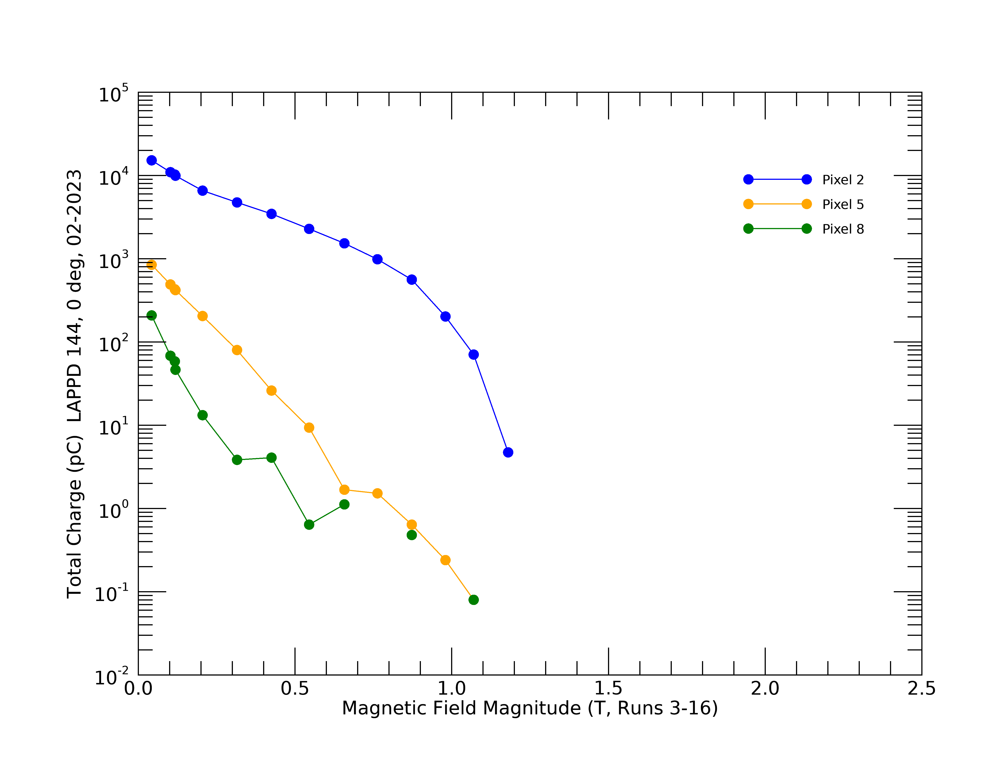 10^5
10^4
10^3
10^2
10^1
10^0
10^-1
10^-2
Total Charge (pC) LAPPD 144, 0 deg, 02-2023
Pixel 2
Pixel 5
Pixel 8
0.0 0.5 1.0 1.5 2.0 2.5
Magnetic Field Magnitude (T, Runs 3-16)